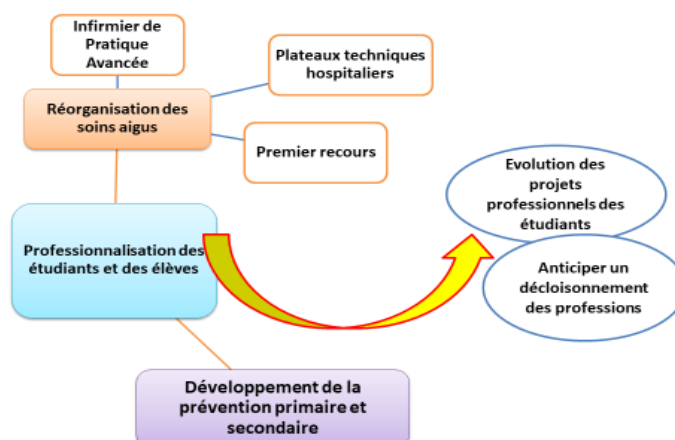 Infirmier de
Pratique
Avancée
Plateaux techniques
hospitaliers
Réorganisation des
soins aigus
Premier recours
Evolution des
projets
professionnels des
étudiants
Professionnalisation des
étudiants et des élèves
Anticiper un
décloisonnement
des professions
Développement de la
prévention primaire et
secondaire